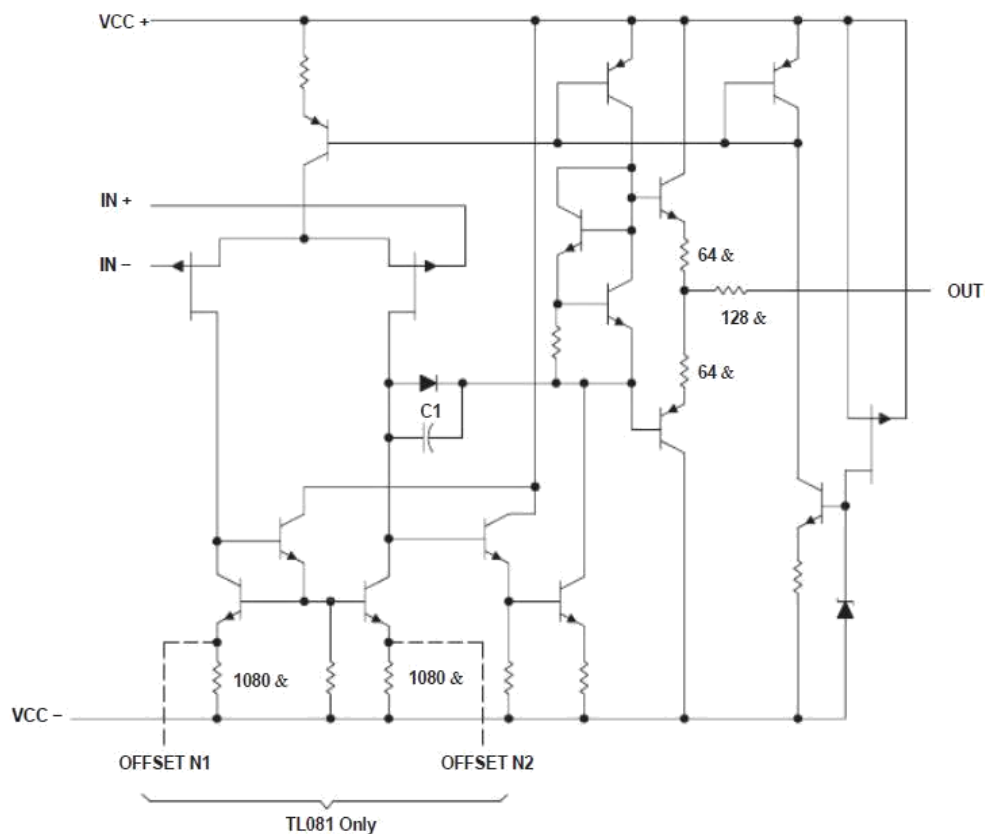 VCC +
IN +
IN –
64 &
128 &
OUT
64 &
C1
1080 &
1080 &
VCC –
OFFSET N1
OFFSET N2
TL081 Only